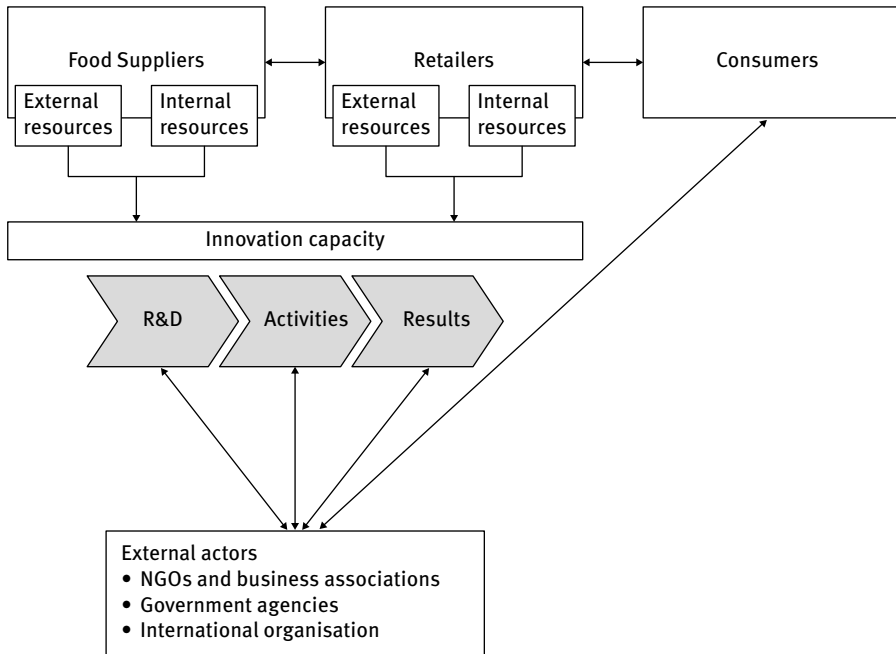 Food Suppliers
Retailers
Consumers
External
resources
Internal
resources
External
resources
Internal
resources
Innovation capacity
R&D
Activities
Results
External actors
• NGOs and business associations
• Government agencies
• International organisation